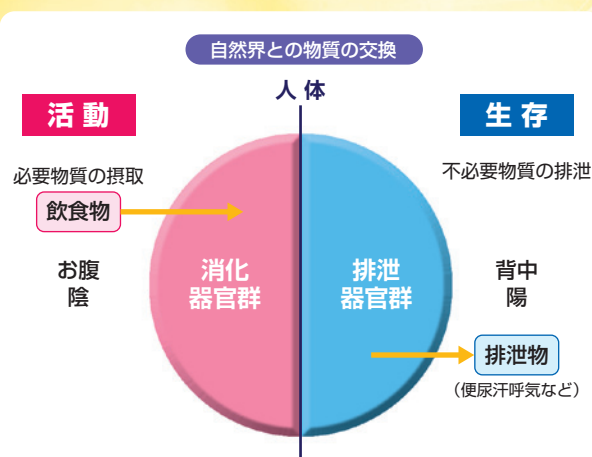 自然界との物質の交換
人体
活動
必要物質の摂取
飲食物
お腹
陰
消化
器官群
排泄
器官群
生存
不必要物質の排泄
背中
陽
排泄物
（便尿汗呼気など）